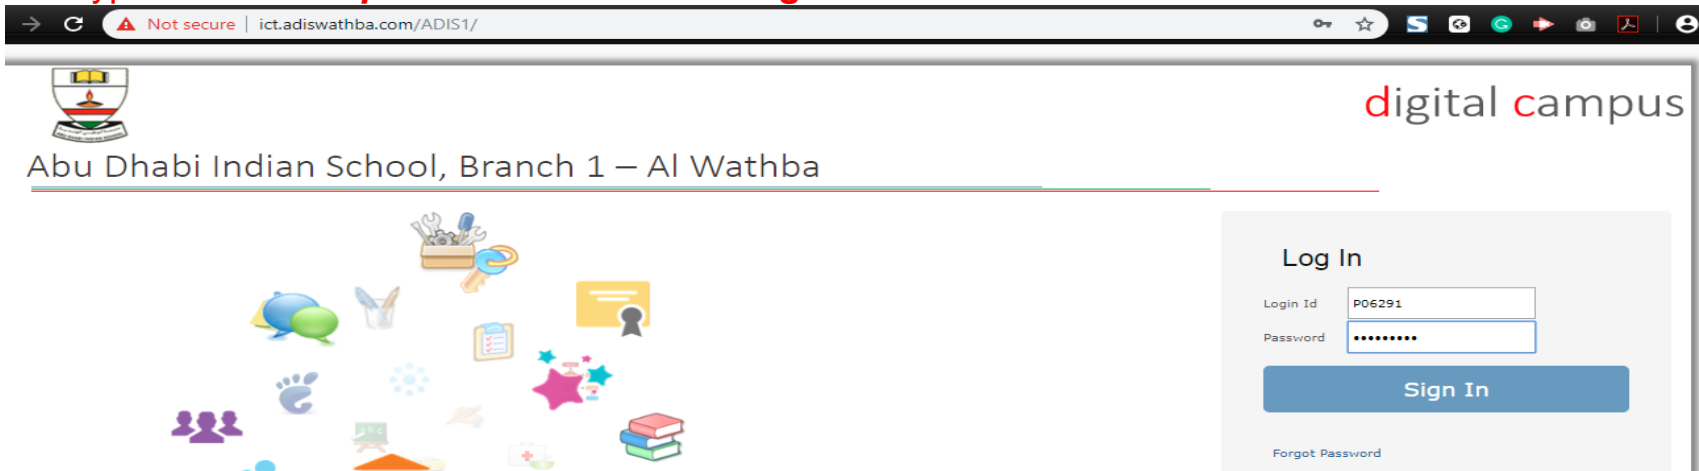 Not secure | ict.adiswathba.com/ADIS1/
digital campus
Abu Dhabi Indian School, Branch 1 – Al Wathba
Log In
Login Id P06291
Password •••••••••
Sign In
Forgot Password